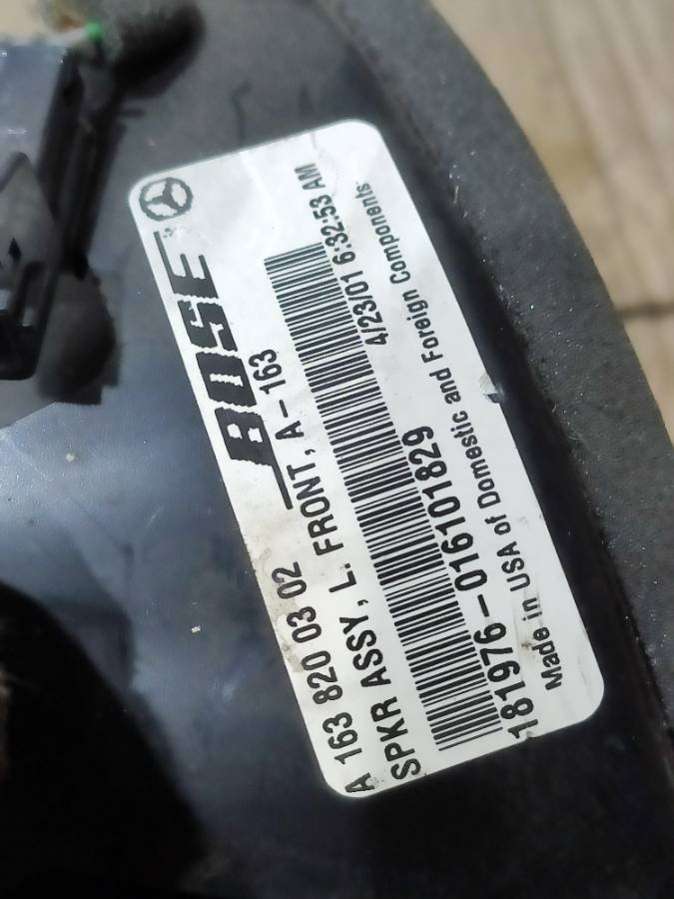 BOSE
A 163 820 03 02
SPKR ASSY, L. FRONT, A-163
4/23/01 6:32:53 AM
181976-016101829
Made in USA of Domestic and Foreign Components